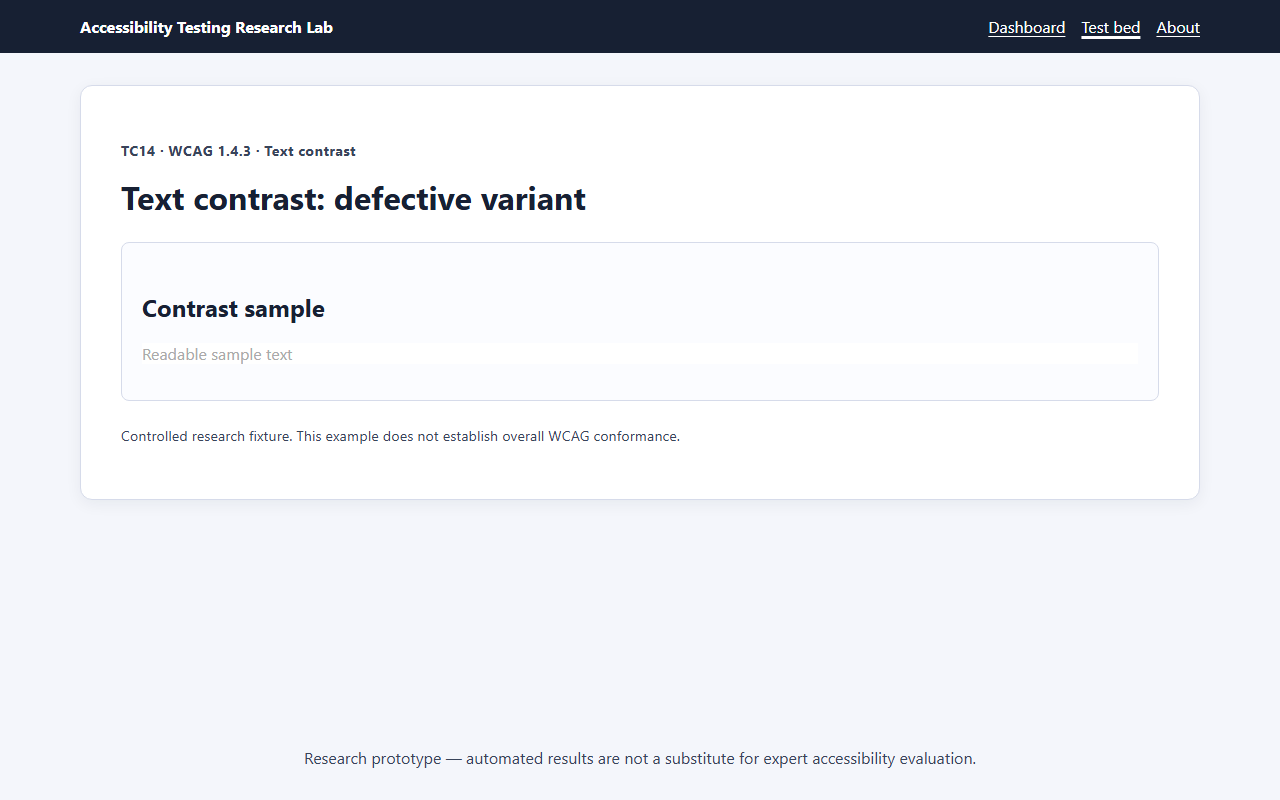 Accessibility Testing Research Lab
Dashboard Test bed About
TC14 · WCAG 1.4.3 · Text contrast
Text contrast: defective variant
Contrast sample
Readable sample text
Controlled research fixture. This example does not establish overall WCAG conformance.
Research prototype — automated results are not a substitute for expert accessibility evaluation.